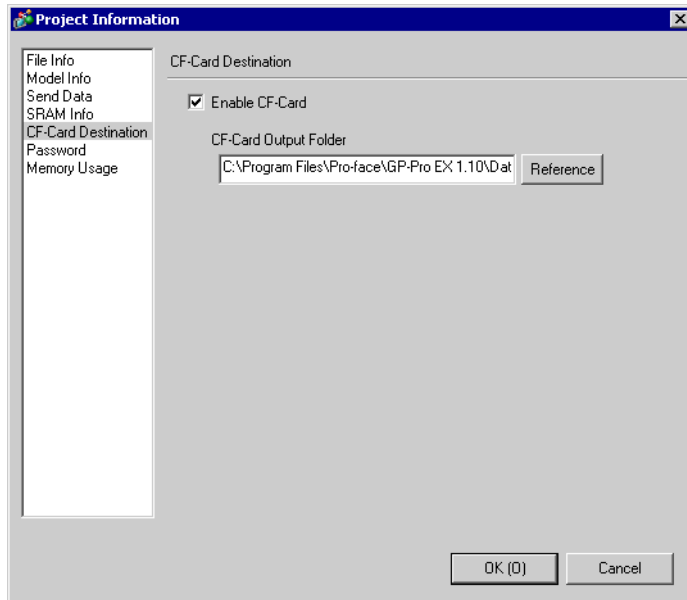 Project Information
File Info
Model Info
Send Data
SRAM Info
CF-Card Destination
Password
Memory Usage
CF-Card Destination
Enable CF-Card
CF-Card Output Folder
C:\Program Files\Pro-face\GP-Pro EX 1.10\Dat
Reference
OK (O)
Cancel